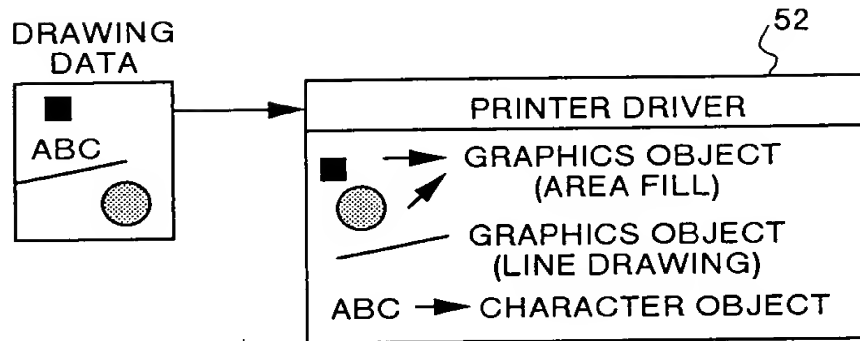 DRAWING
DATA
ABC
52
PRINTER DRIVER
GRAPHICS OBJECT
(AREA FILL)
GRAPHICS OBJECT
(LINE DRAWING)
ABC CHARACTER OBJECT